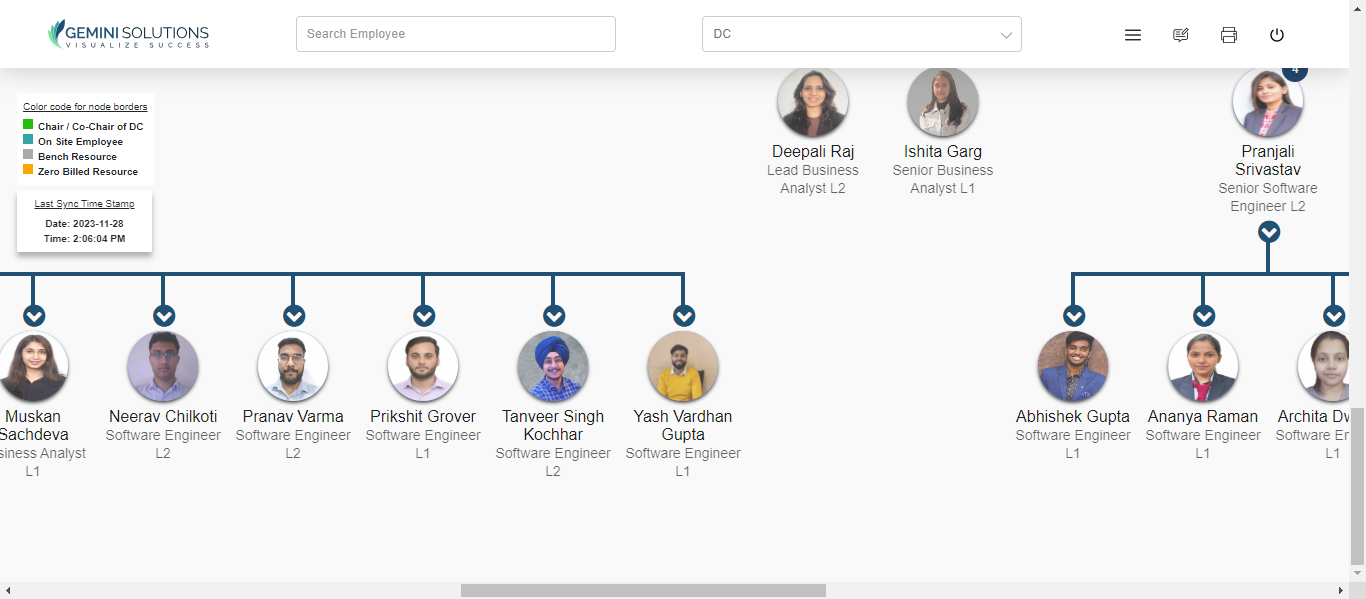 GEMINI SOLUTIONS
VISUALIZE SUCCESS
Search Employee
DC
4
Color code for node borders
Chair / Co-Chair of DC
On Site Employee
Bench Resource
Zero Billed Resource
Last Sync Time Stamp
Date: 2023-11-28
Time: 2:06:04 PM
Deepali Raj
Lead Business
Analyst L2
Ishita Garg
Senior Business
Analyst L1
Pranjali
Srivastav
Senior Software
Engineer L2
Muskan
Sachdeva
siness Analyst
L1
Neerav Chilkoti
Software Engineer
L2
Pranav Varma
Software Engineer
L2
Prikshit Grover
Software Engineer
L1
Tanveer Singh
Kochhar
Software Engineer
L2
Yash Vardhan
Gupta
Software Engineer
L1
Abhishek Gupta
Software Engineer
L1
Ananya Raman
Software Engineer
L1
Archita Dw
Software Er
L1